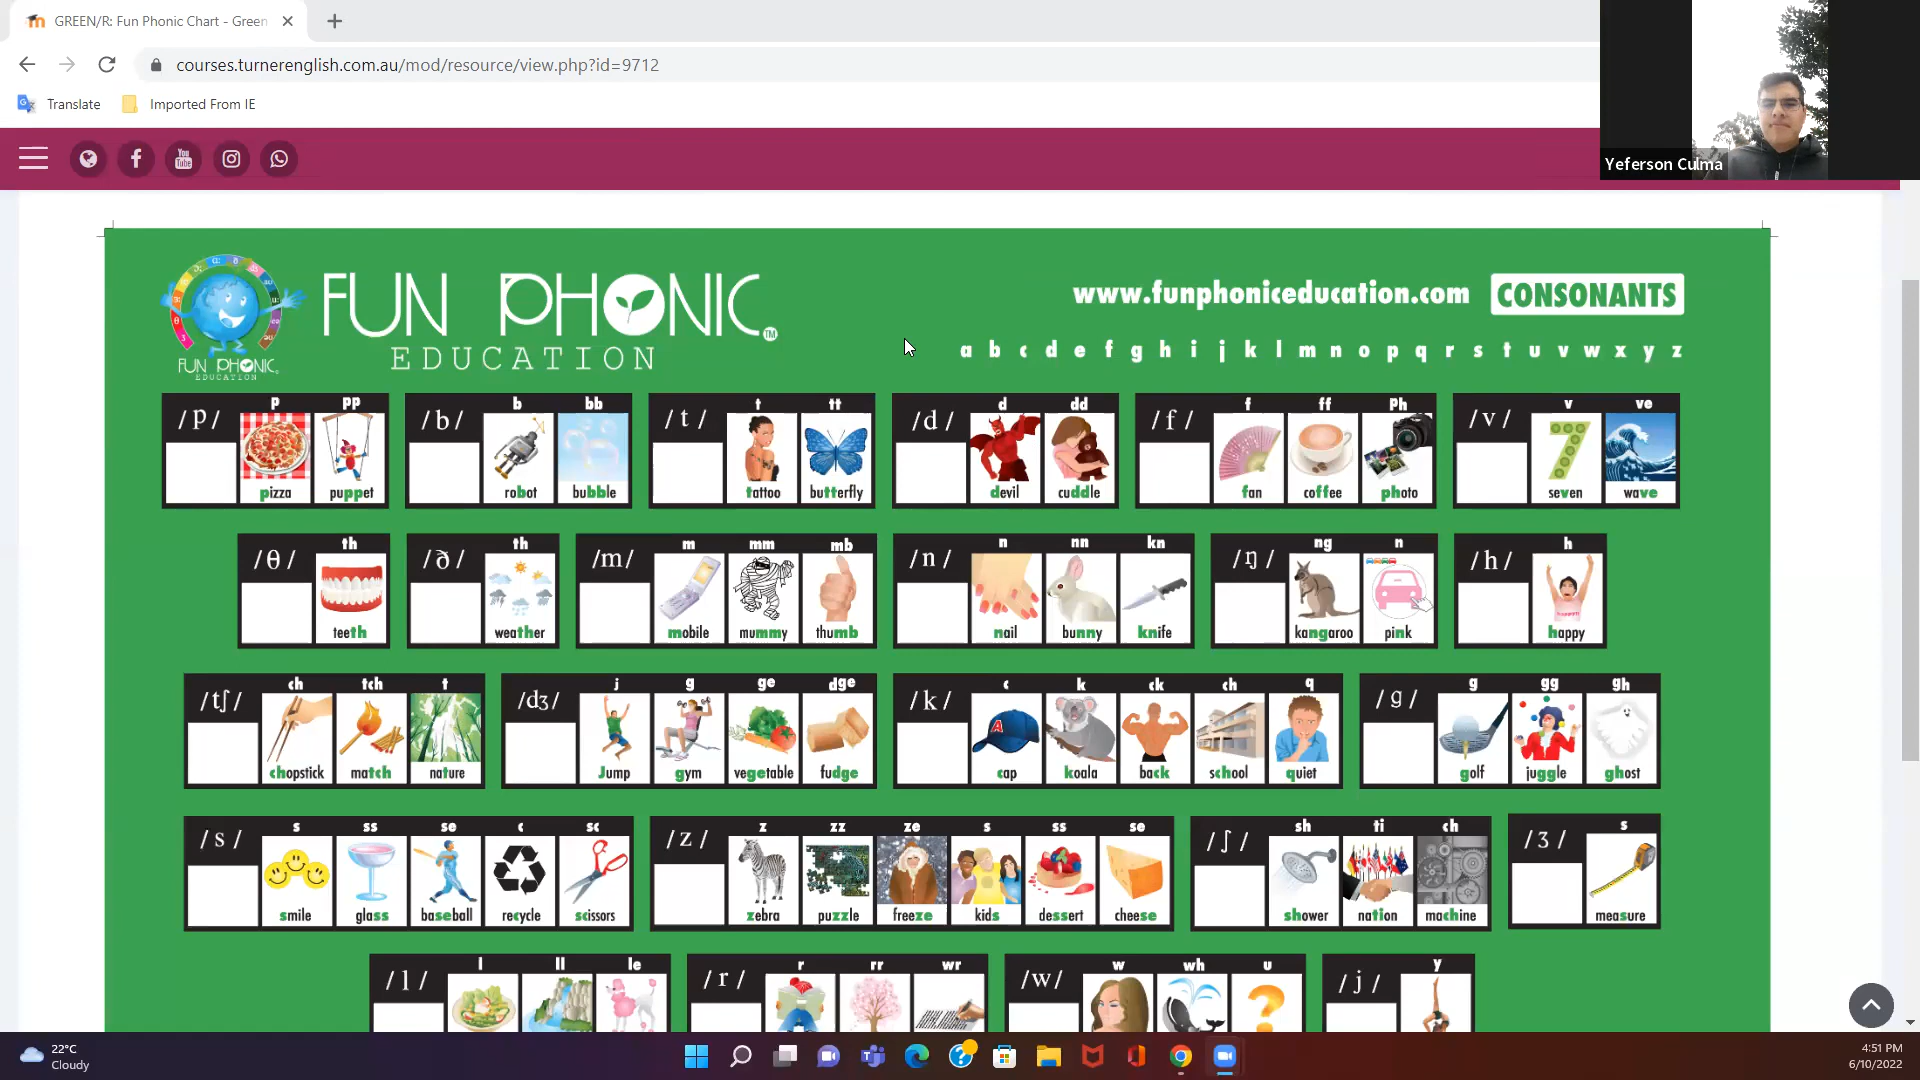 GREEN/R: Fun Phonic Chart - Green
courses.turnerenglish.com.au/mod/resource/view.php?id=9712
Translate
Imported From IE
Yeferson Culma
FUN PHONIC
EDUCATION
FUN PHONIC
EDUCATION
TM
www.funphoniceducation.com CONSONANTS
a b c d e f g h i j k l m n o p q r s t u v w x y z
/p/ p pp
pizza puppet
/b/ b bb
robot bubble
/t/ t tt
tattoo butterfly
/d/ d dd
devil cuddle
/f/ f ff Ph
fan coffee photo
/v/ v ve
seven wave
/θ/ th
teeth
/ð/ th
weather
/m/ m mm mb
mobile mummy thumb
/n/ n nn kn
nail bunny knife
/ŋ/ ng n
kangaroo pink
/h/ h
happy
/tʃ/ ch tch t
chopstick match nature
/dʒ/ j g ge dge
Jump gym vegetable fudge
/k/ c k ck ch q
cap koala back school quiet
/g/ g gg gh
golf juggle ghost
/s/ s ss se c sc
smile glass baseball recycle scissors
/z/ z zz ze s ss se
zebra puzzle freeze kids dessert cheese
/ʃ/ sh ti ch
shower nation machine
/ʒ/ s
measure
/l/ l ll le
/r/ r rr wr
/w/ w wh u
/j/ y
22°C
Cloudy
4:51 PM
6/10/2022